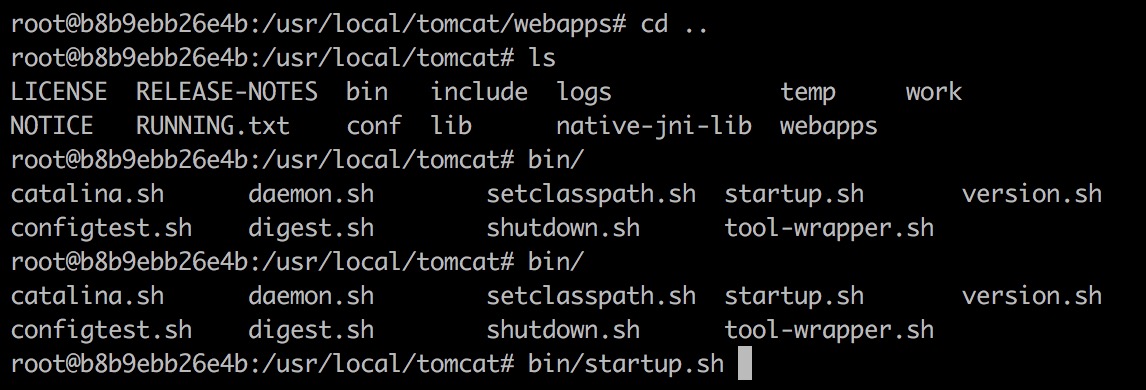 root@b8b9ebb26e4b:/usr/local/tomcat/webapps# cd ..
root@b8b9ebb26e4b:/usr/local/tomcat# ls
LICENSE  RELEASE-NOTES  bin   include  logs            temp     work
NOTICE   RUNNING.txt    conf  lib      native-jni-lib  webapps
root@b8b9ebb26e4b:/usr/local/tomcat# bin/
catalina.sh      daemon.sh        setclasspath.sh  startup.sh       version.sh
configtest.sh    digest.sh        shutdown.sh      tool-wrapper.sh
root@b8b9ebb26e4b:/usr/local/tomcat# bin/
catalina.sh      daemon.sh        setclasspath.sh  startup.sh       version.sh
configtest.sh    digest.sh        shutdown.sh      tool-wrapper.sh
root@b8b9ebb26e4b:/usr/local/tomcat# bin/startup.sh